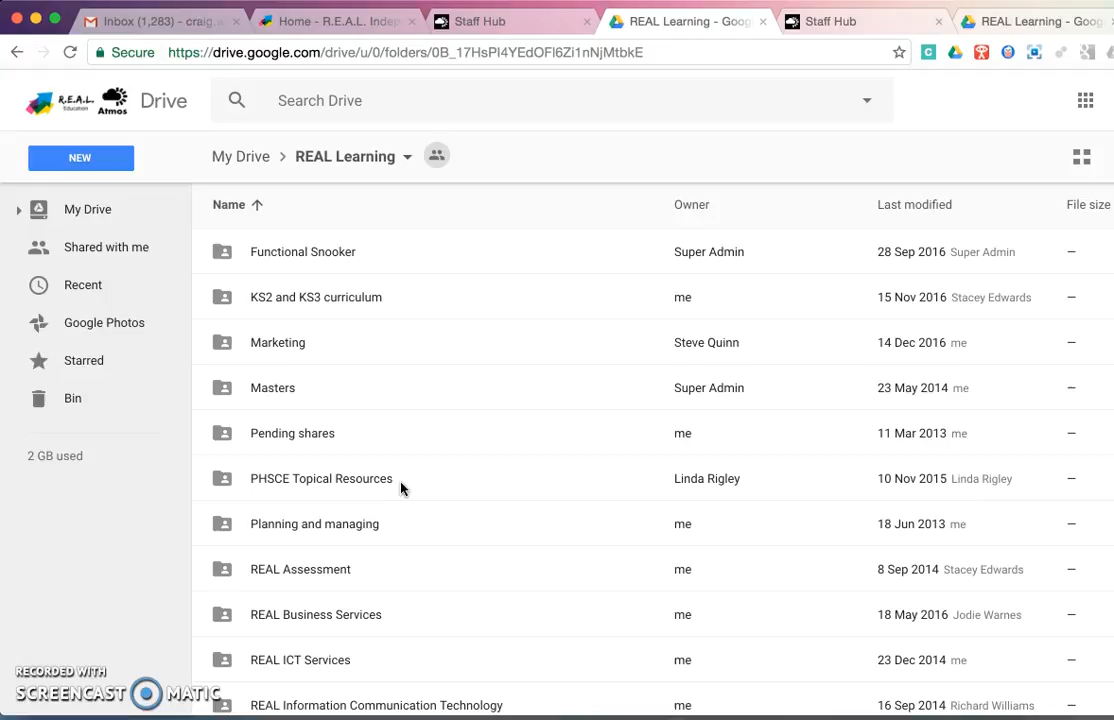 Inbox (1,283) - craig.w
Home - R.E.A.L. Inde
Staff Hub
REAL Learning - Goo
Staff Hub
REAL Learning - Goog
Secure https://drive.google.com/drive/u/0/folders/0B_17HsPl4YEdOFl6Zi1nNjMtbkE
R.E.A.L.
Education
Atmos
Drive
Search Drive
NEW
My Drive > REAL Learning
My Drive
Shared with me
Recent
Google Photos
Starred
Bin
2 GB used
Name Owner Last modified File size
Functional Snooker Super Admin 28 Sep 2016 Super Admin —
KS2 and KS3 curriculum me 15 Nov 2016 Stacey Edwards —
Marketing Steve Quinn 14 Dec 2016 me —
Masters Super Admin 23 May 2014 me —
Pending shares me 11 Mar 2013 me —
PHSCE Topical Resources Linda Rigley 10 Nov 2015 Linda Rigley —
Planning and managing me 18 Jun 2013 me —
REAL Assessment me 8 Sep 2014 Stacey Edwards —
REAL Business Services me 18 May 2016 Jodie Warnes —
REAL ICT Services me 23 Dec 2014 me —
REAL Information Communication Technology me 16 Sep 2014 Richard Williams —
RECORDED WITH
SCREENCAST MATIC